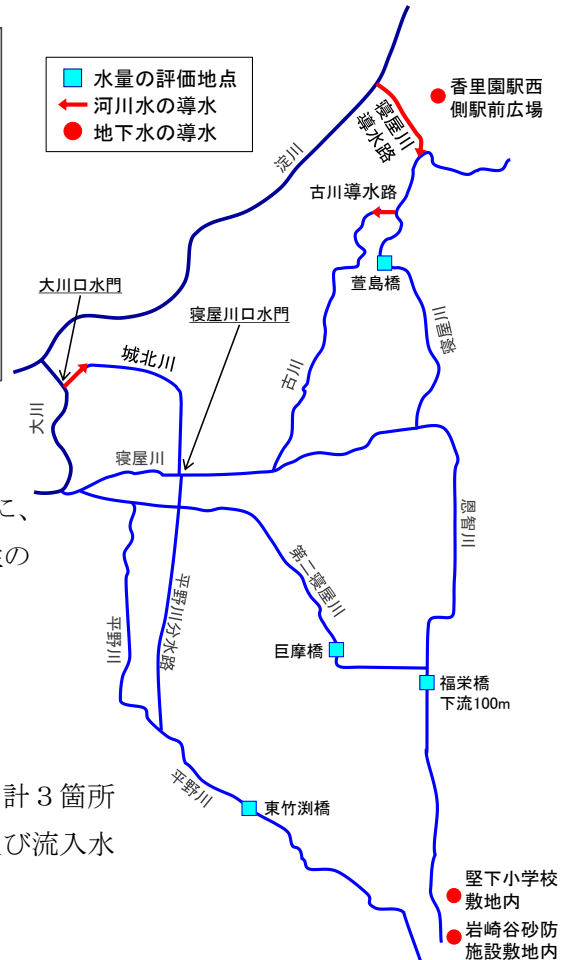 水量の評価地点
河川水の導水
地下水の導水
香里園駅西
側駅前広場
寝屋川
導水路
淀川
古川導水路
萱島橋
大川口水門
寝屋川口水門
城北川
古川
寝屋川
大川
寝屋川
恩智川
に、
の
第二寝屋川
平野川分水路
平野川
巨摩橋
福栄橋
下流100m
平野川
計３箇所
東竹渕橋
び流入水
堅下小学校
敷地内
岩崎谷砂防
施設敷地内